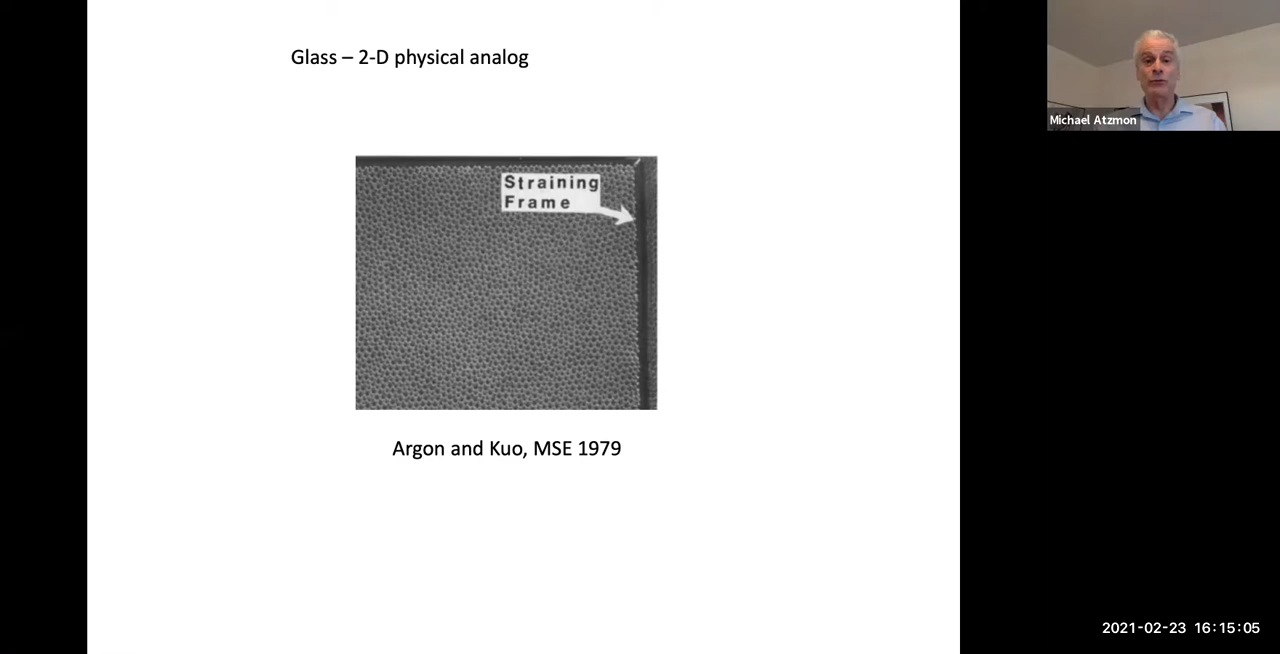 Glass – 2-D physical analog
Straining
Frame
Argon and Kuo, MSE 1979
Michael Atzmon
2021-02-23 16:15:05